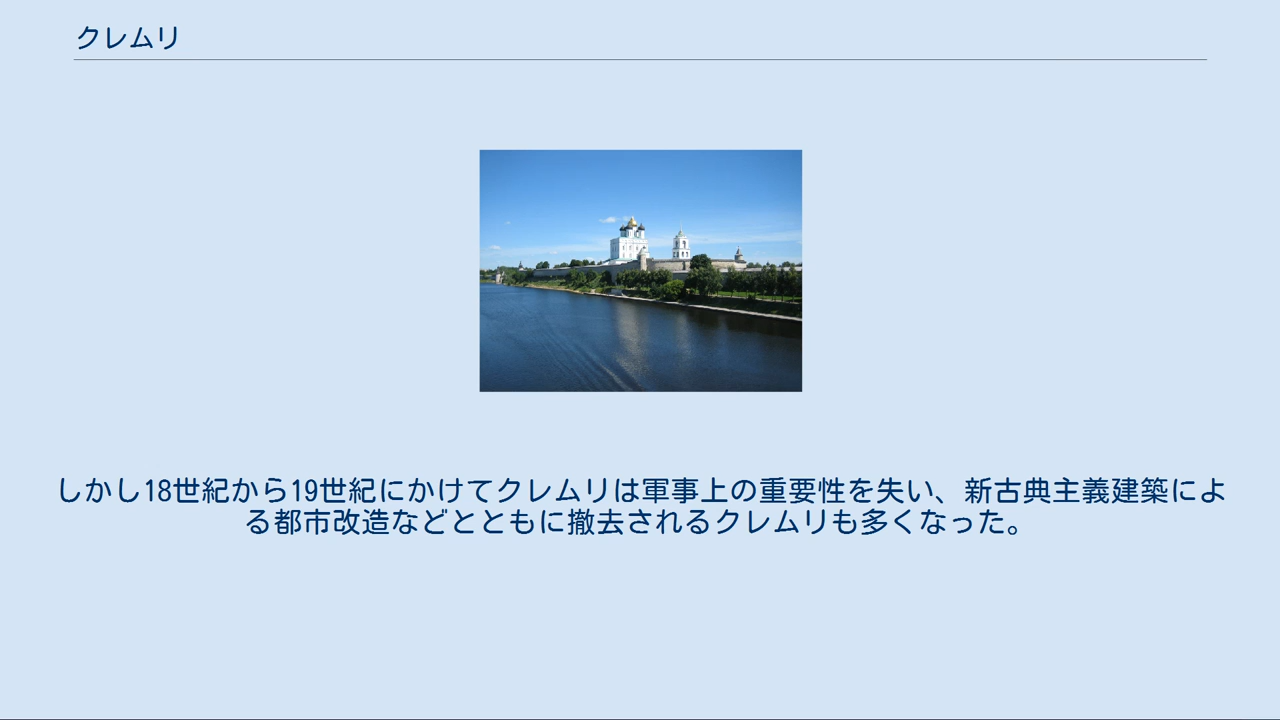 クレムリ
しかし18世紀から19世紀にかけてクレムリは軍事上の重要性を失い、新古典主義建築によ
る都市改造などとともに撤去されるクレムリも多くなった。